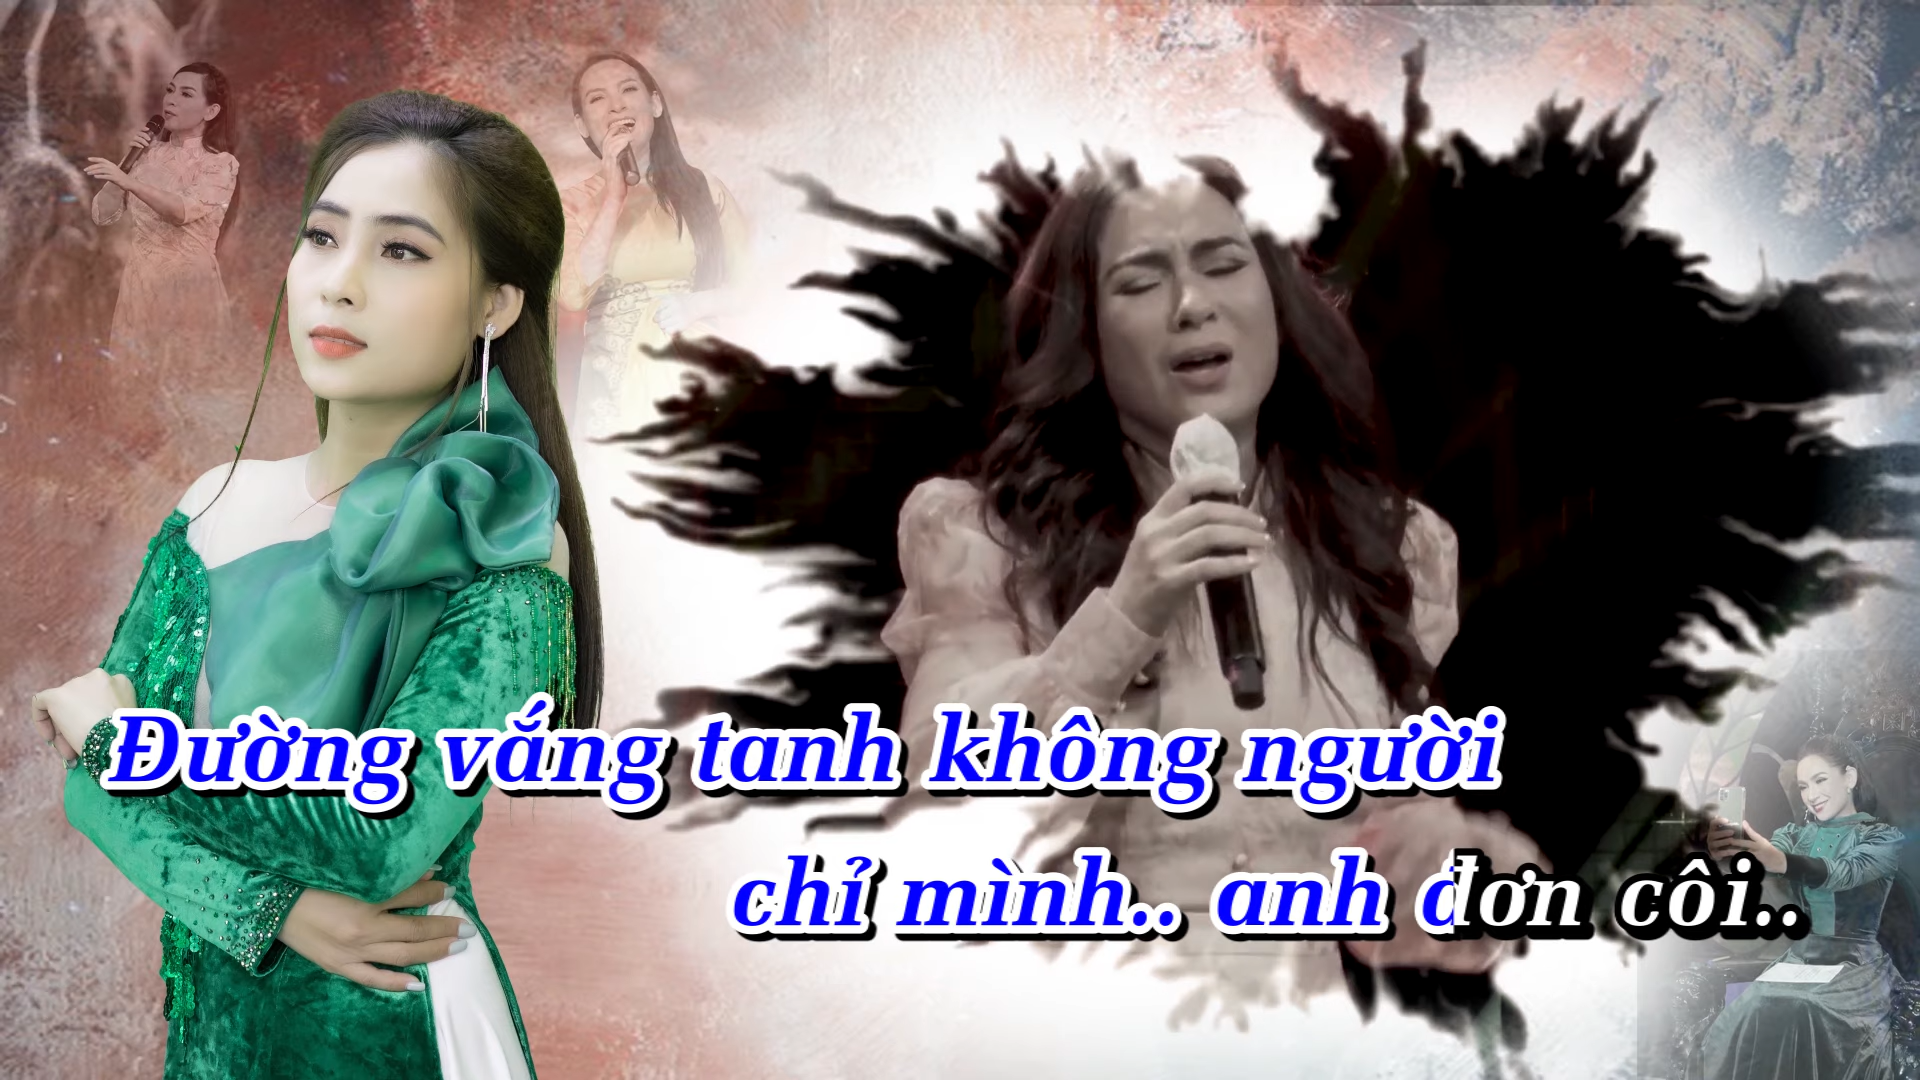 Đường vắng tanh không người
chỉ mình.. anh đơn côi..